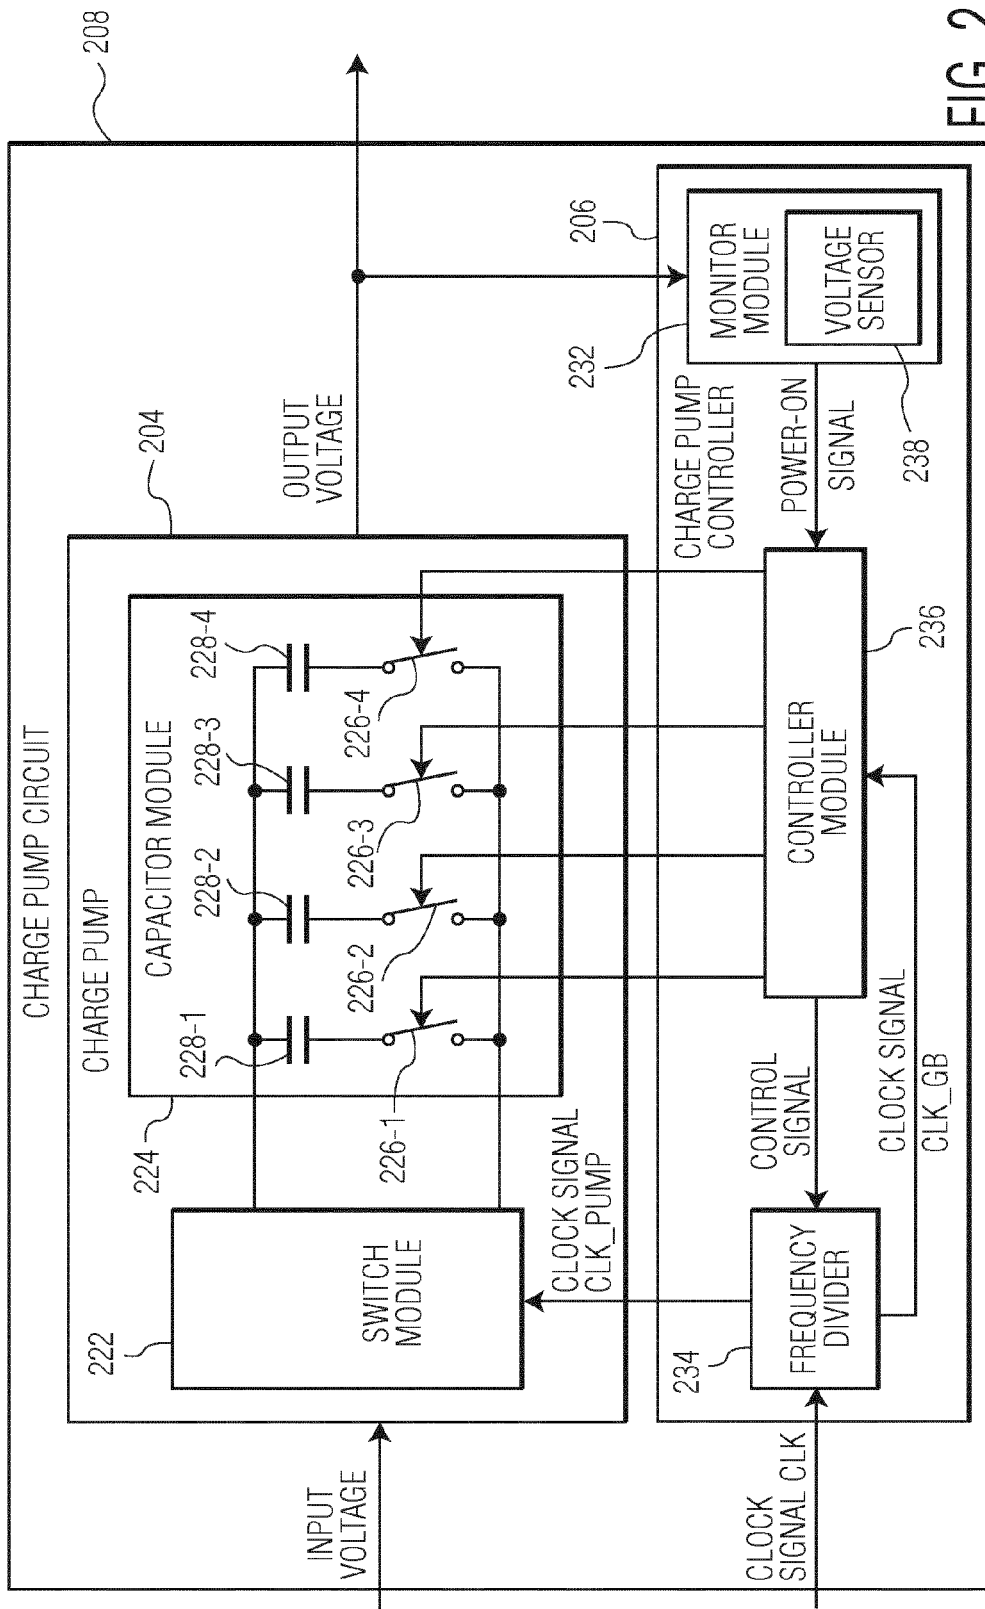 CHARGE PUMP CIRCUIT
208
CHARGE PUMP
204
222
SWITCH
MODULE
224
CAPACITOR MODULE
228-1
228-2
228-3
228-4
226-1
226-2
226-3
226-4
INPUT
VOLTAGE
OUTPUT
VOLTAGE
CLOCK SIGNAL
CLK_PUMP
CHARGE PUMP
CONTROLLER
206
232
MONITOR
MODULE
VOLTAGE
SENSOR
238
POWER-ON
SIGNAL
CONTROLLER
MODULE
236
CONTROL
SIGNAL
234
FREQUENCY
DIVIDER
CLOCK SIGNAL
CLK_GB
CLOCK
SIGNAL CLK
FIG. 2